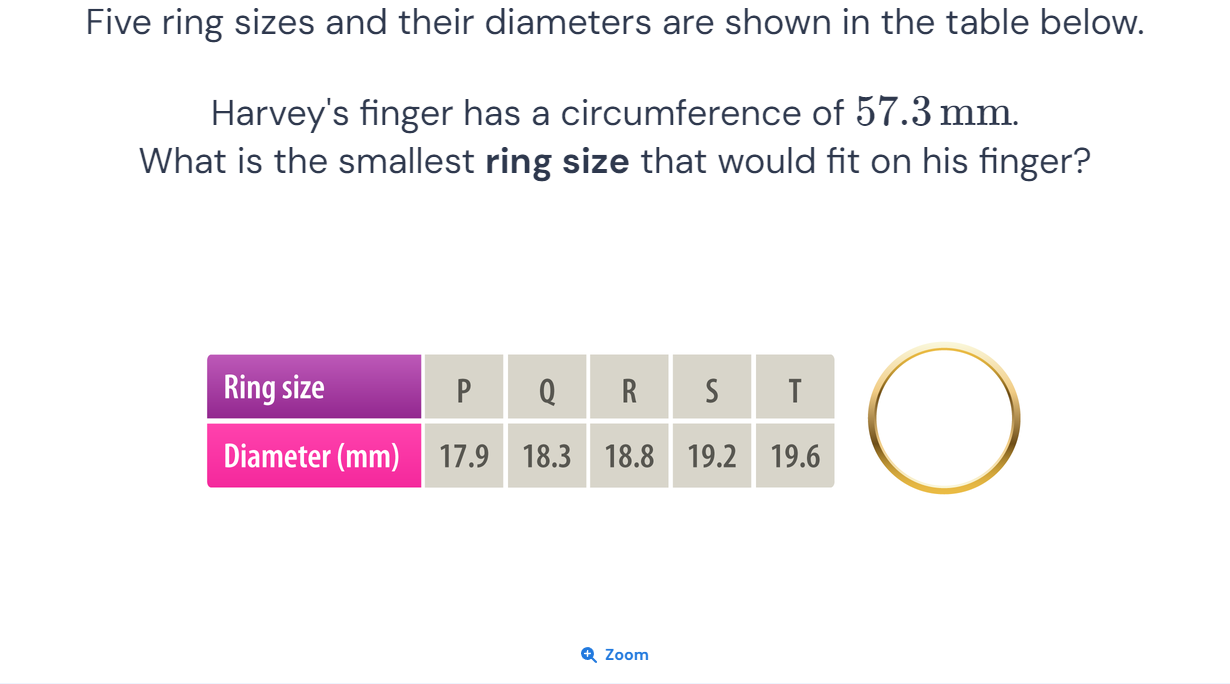 Five ring sizes and their diameters are shown in the table below.
Harvey's finger has a circumference of 57.3 mm.
What is the smallest ring size that would fit on his finger?
Ring size P Q R S T
Diameter (mm) 17.9 18.3 18.8 19.2 19.6
Zoom